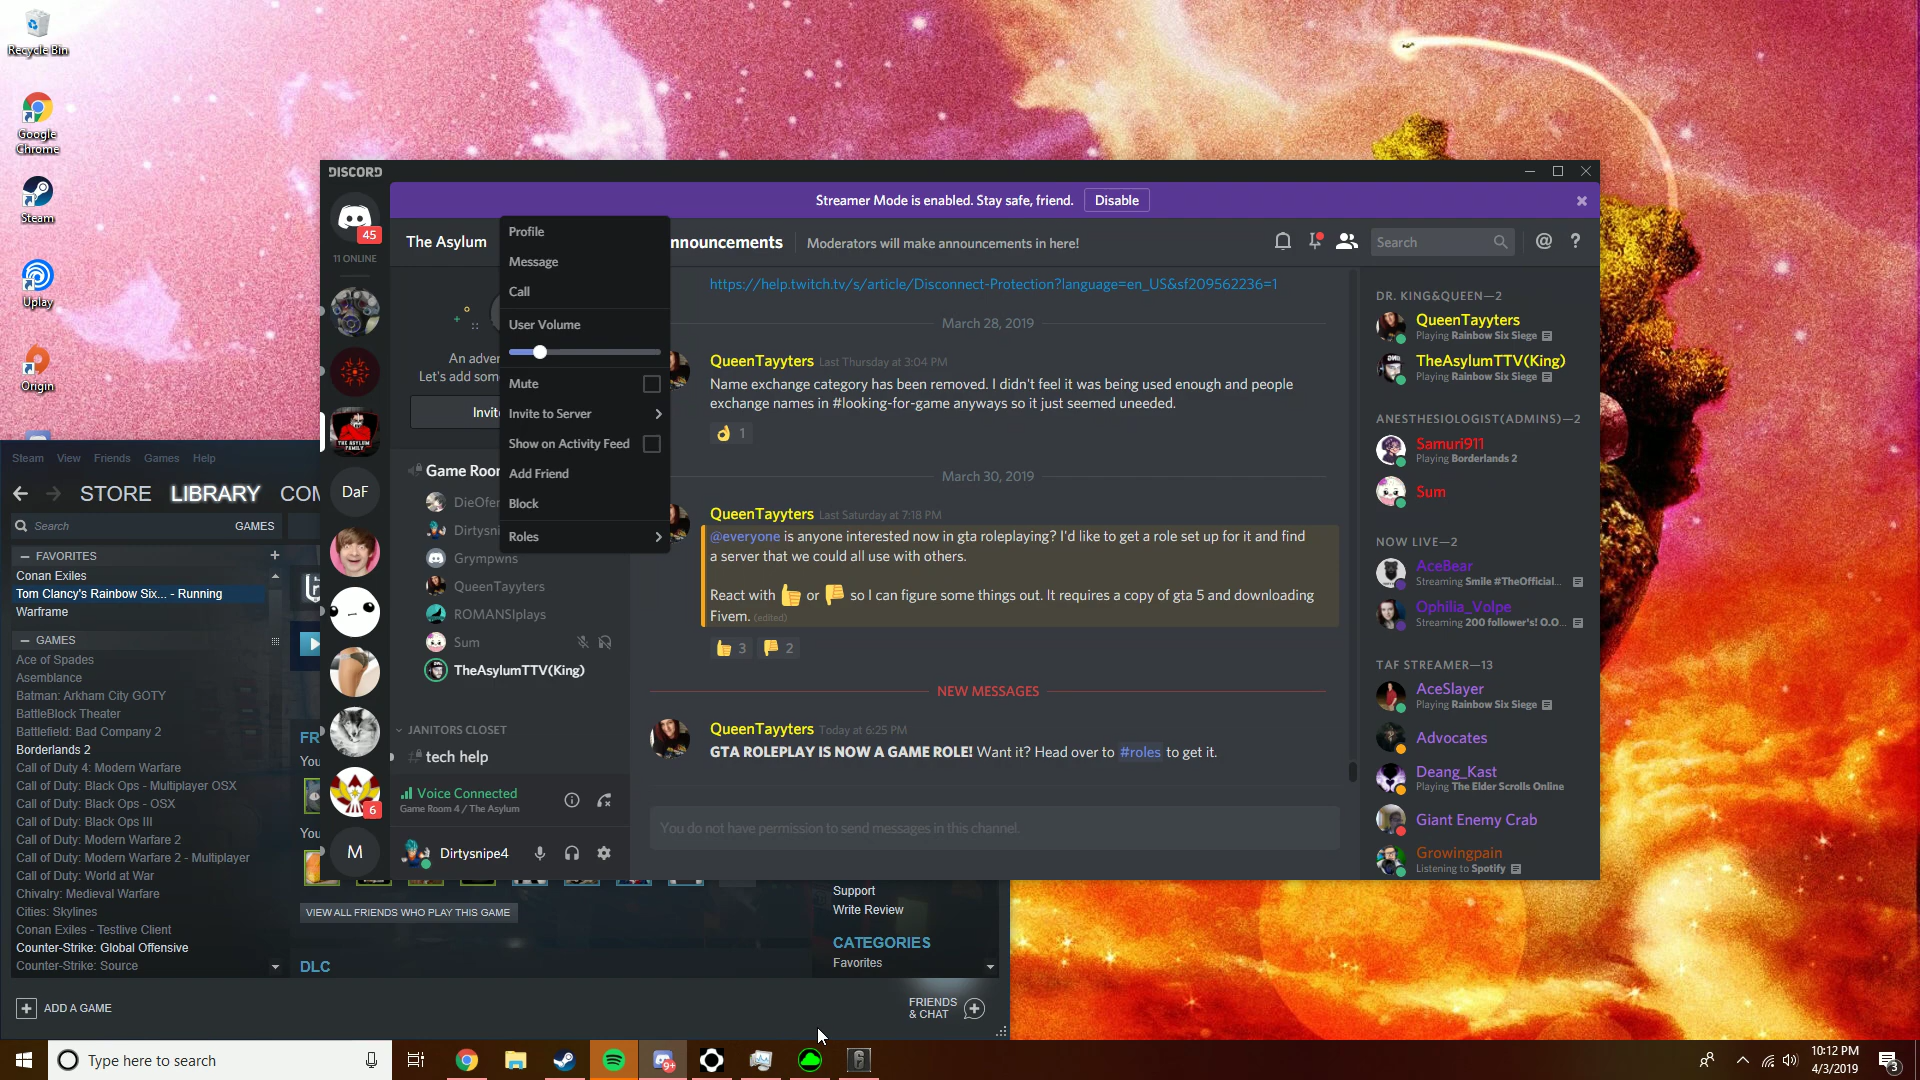 Recycle Bin
Google
Chrome
Steam
Uplay
Origin
DISCORD
Streamer Mode is enabled. Stay safe, friend.
Disable
45
11 ONLINE
DaF
6
M
The Asylum
nnouncements
Moderators will make announcements in here!
Search
An adven
Let's add som
Invit
Profile
Message
Call
User Volume
Mute
Invite to Server
Show on Activity Feed
Add Friend
Block
Roles
Game Roo
DieOfen
Dirtysni
Grympwns
QueenTayyters
ROMANSIplays
Sum
TheAsylumTTV(King)
JANITORS CLOSET
tech help
Voice Connected
Game Room 4 / The Asylum
Dirtysnipe4
https://help.twitch.tv/s/article/Disconnect-Protection?language=en_US&sf209562236=1
March 28, 2019
QueenTayyters Last Thursday at 3:04 PM
Name exchange category has been removed. I didn't feel it was being used enough and people
exchange names in #looking-for-game anyways so it just seemed uneeded.
1
March 30, 2019
QueenTayyters Last Saturday at 7:18 PM
@everyone is anyone interested now in gta roleplaying? I'd like to get a role set up for it and find
a server that we could all use with others.
React with 👍 or 👎 so I can figure some things out. It requires a copy of gta 5 and downloading
Fivem. (edited)
3 2
NEW MESSAGES
QueenTayyters Today at 6:25 PM
GTA ROLEPLAY IS NOW A GAME ROLE! Want it? Head over to #roles to get it.
You do not have permission to send messages in this channel.
DR. KING&QUEEN—2
QueenTayyters
Playing Rainbow Six Siege
TheAsylumTTV(King)
Playing Rainbow Six Siege
ANESTHESIOLOGIST(ADMINS)—2
Samuri911
Playing Borderlands 2
Sum
NOW LIVE—2
AceBear
Streaming Smile #TheOfficial...
Ophilia_Volpe
Streaming 200 follower's! O.O...
TAF STREAMER—13
AceSlayer
Playing Rainbow Six Siege
Advocates
Deang_Kast
Playing The Elder Scrolls Online
Giant Enemy Crab
Growingpain
Listening to Spotify
Steam View Friends Games Help
STORE LIBRARY COM
Search GAMES
— FAVORITES +
Conan Exiles
Tom Clancy's Rainbow Six... - Running
Warframe
— GAMES
Ace of Spades
Asemblance
Batman: Arkham City GOTY
BattleBlock Theater
Battlefield: Bad Company 2
Borderlands 2
Call of Duty 4: Modern Warfare
Call of Duty: Black Ops - Multiplayer OSX
Call of Duty: Black Ops - OSX
Call of Duty: Black Ops III
Call of Duty: Modern Warfare 2
Call of Duty: Modern Warfare 2 - Multiplayer
Call of Duty: World at War
Chivalry: Medieval Warfare
Cities: Skylines
Conan Exiles - Testlive Client
Counter-Strike: Global Offensive
Counter-Strike: Source
FR
You
You
VIEW ALL FRIENDS WHO PLAY THIS GAME
DLC
Support
Write Review
CATEGORIES
Favorites
ADD A GAME
FRIENDS
& CHAT
Type here to search
9+
10:12 PM
4/3/2019
3